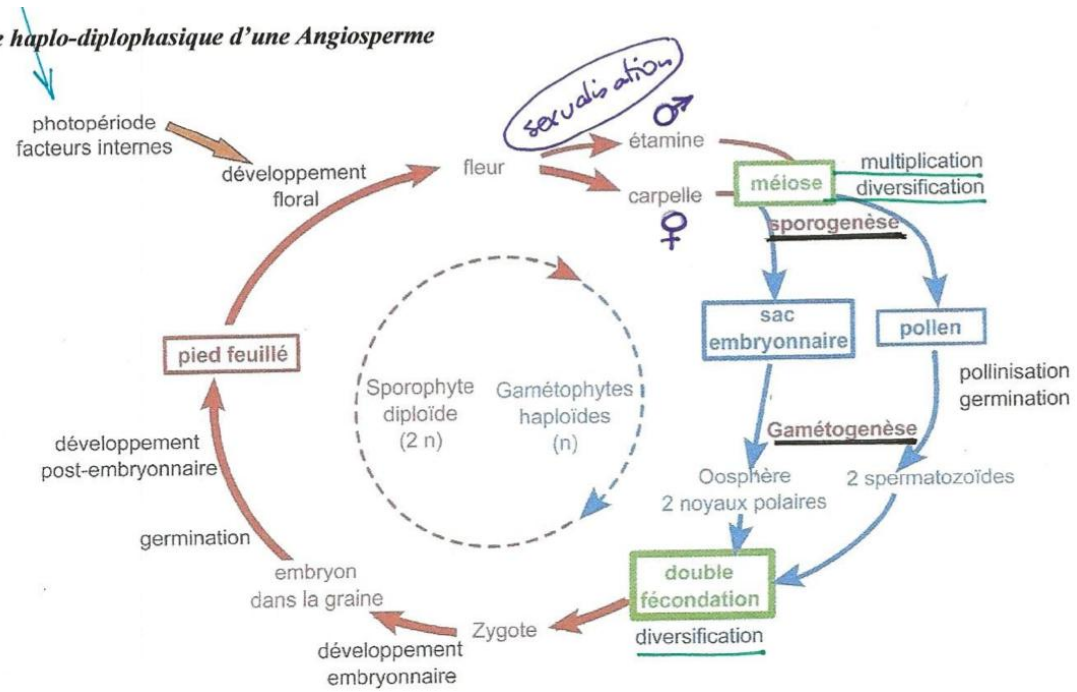 e haplo-diplophasique d'une Angiosperme
photopériode
facteurs internes
développement
floral
fleur
sexualisation
♂
étamine
carpelle
♀
méiose
multiplication
diversification
sporogenèse
sac
embryonnaire
pollen
pollinisation
germination
Gamétogenèse
Oosphère
2 noyaux polaires
2 spermatozoïdes
double
fécondation
diversification
Zygote
développement
embryonnaire
embryon
dans la graine
germination
développement
post-embryonnaire
pied feuillé
Sporophyte
diploïde
(2 n)
Gamétophytes
haploïdes
(n)